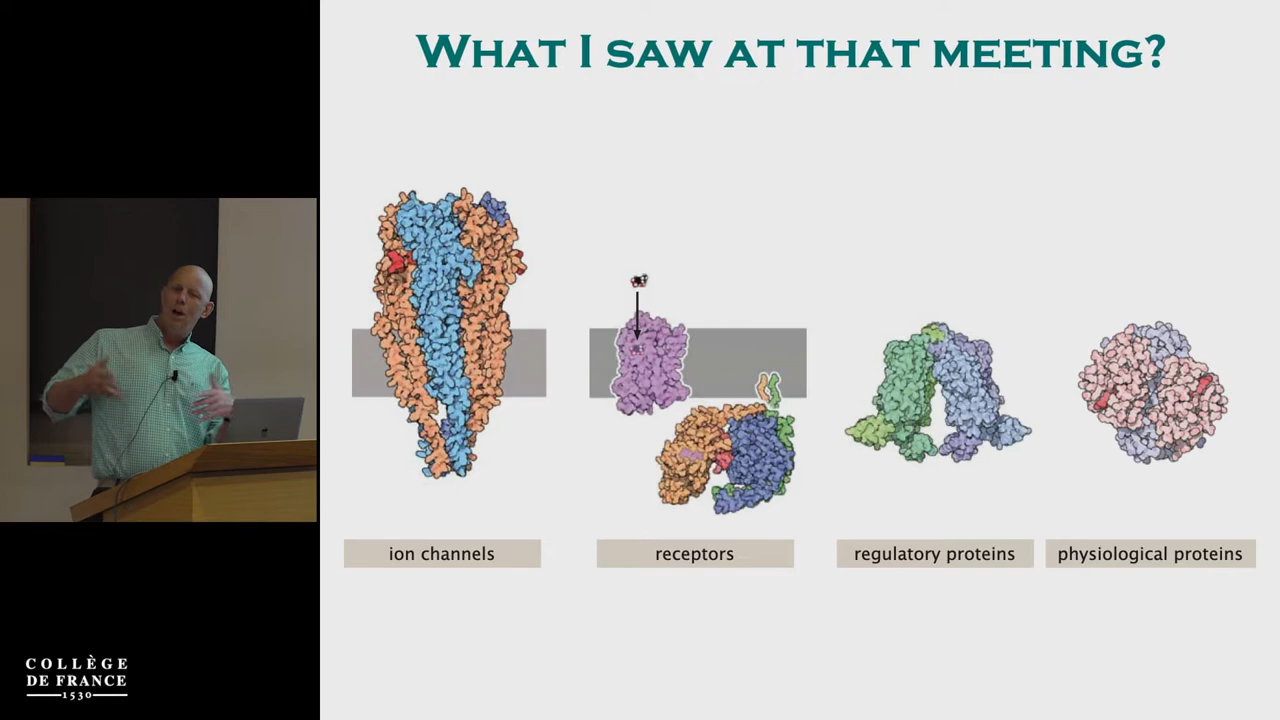 WHAT I SAW AT THAT MEETING?
ion channels
receptors
regulatory proteins
physiological proteins
COLLÈGE
DE FRANCE
1530